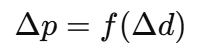 Δp = f(Δd)